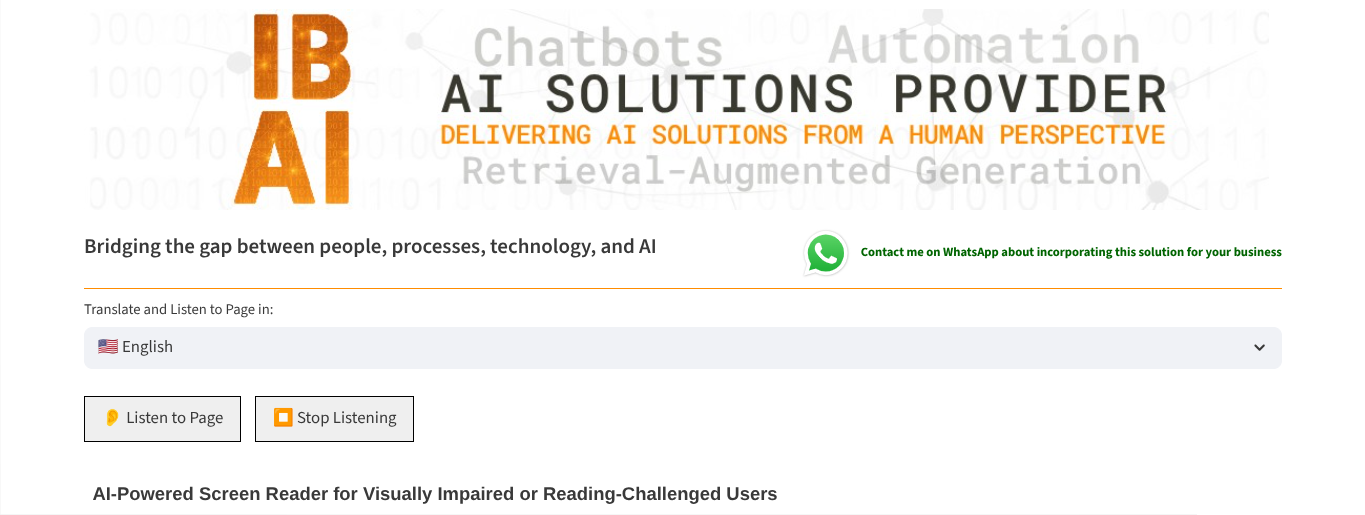 IB
AI
Chatbots Automation
AI SOLUTIONS PROVIDER
DELIVERING AI SOLUTIONS FROM A HUMAN PERSPECTIVE
Retrieval-Augmented Generation
Bridging the gap between people, processes, technology, and AI
Contact me on WhatsApp about incorporating this solution for your business
Translate and Listen to Page in:
🇺🇸 English
👂 Listen to Page
⏹️ Stop Listening
AI-Powered Screen Reader for Visually Impaired or Reading-Challenged Users